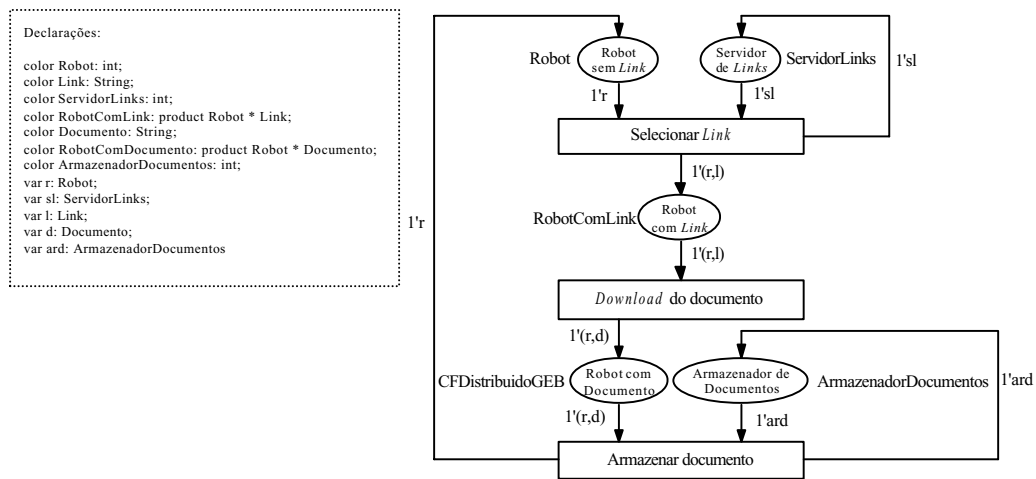 Declarações:
color Robot: int;
color Link: String;
color ServidorLinks: int;
color RobotComLink: product Robot * Link;
color Documento: String;
color RobotComDocumento: product Robot * Documento;
color ArmazenadorDocumentos: int;
var r: Robot;
var sl: ServidorLinks;
var l: Link;
var d: Documento;
var ard: ArmazenadorDocumentos
Robot
Robot
sem Link
Servidor
de Links
ServidorLinks
1'sl
1'r
1'sl
Selecionar Link
1'(r,l)
1'r
RobotComLink
Robot
com Link
1'(r,l)
Download do documento
1'(r,d)
CFDistribuidoGEB
Robot com
Documento
Armazenador de
Documentos
ArmazenadorDocumentos
1'ard
1'(r,d)
1'ard
Armazenar documento